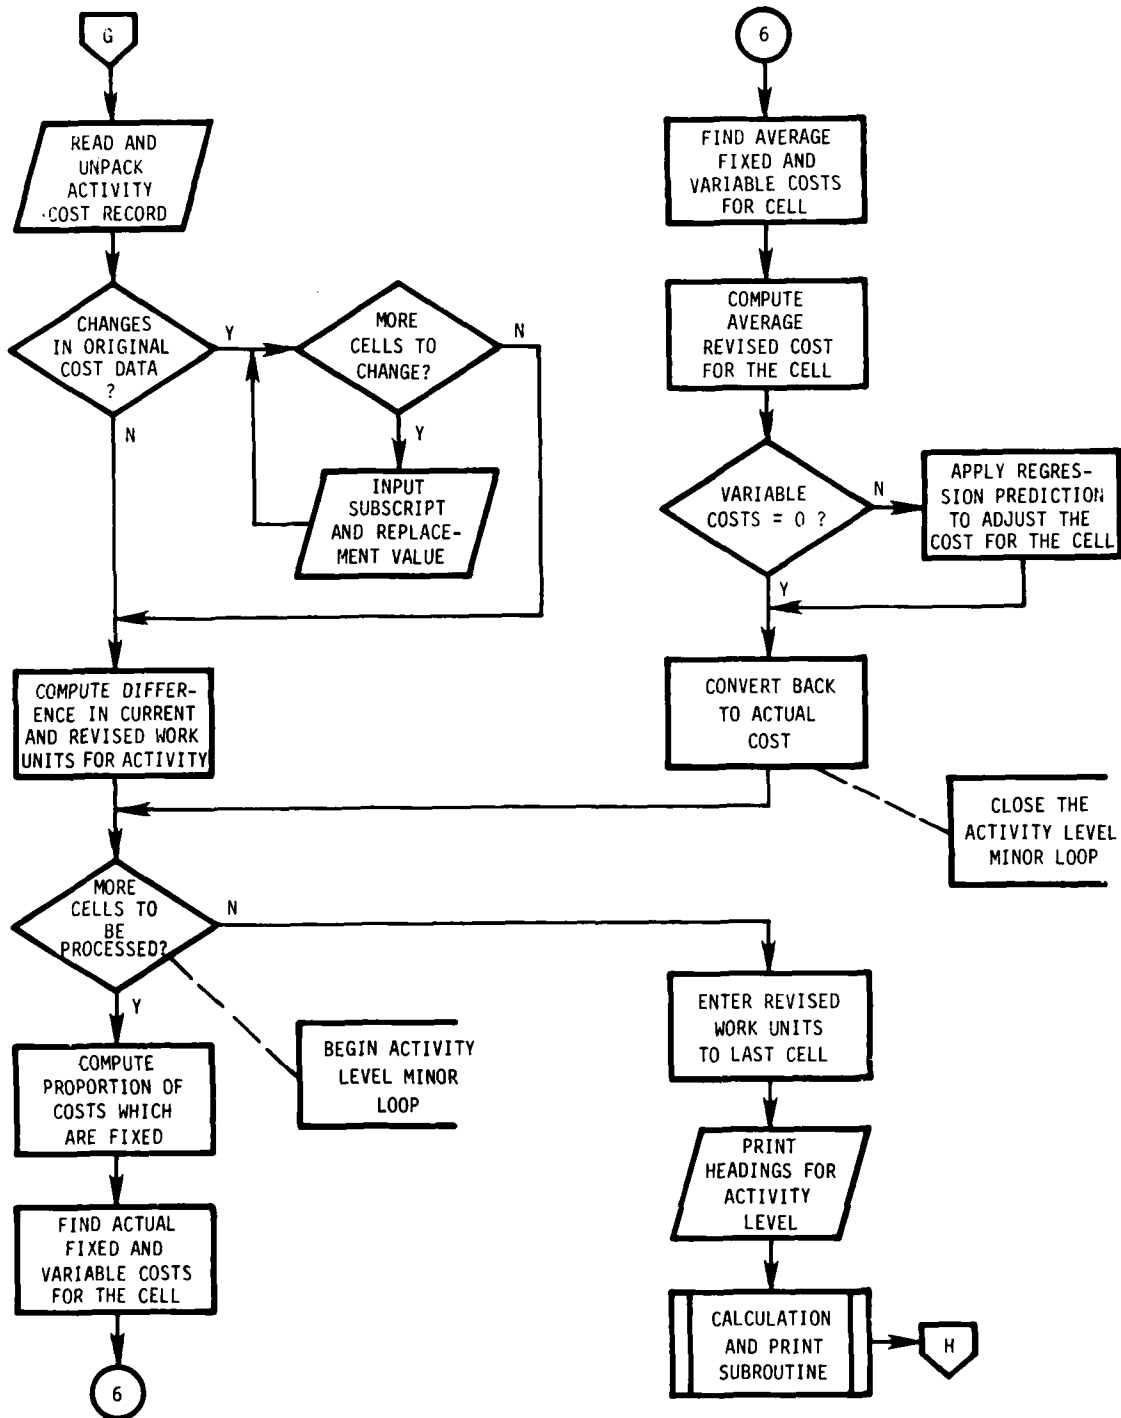 G
READ AND
UNPACK
ACTIVITY
COST RECORD
CHANGES
IN ORIGINAL
COST DATA
?
Y
N
MORE
CELLS TO
CHANGE?
N
Y
INPUT
SUBSCRIPT
AND REPLACE-
MENT VALUE
COMPUTE DIFFER-
ENCE IN CURRENT
AND REVISED WORK
UNITS FOR ACTIVITY
MORE
CELLS TO
BE
PROCESSED?
N
Y
BEGIN ACTIVITY
LEVEL MINOR
LOOP
COMPUTE
PROPORTION OF
COSTS WHICH
ARE FIXED
FIND ACTUAL
FIXED AND
VARIABLE COSTS
FOR THE CELL
6
6
FIND AVERAGE
FIXED AND
VARIABLE COSTS
FOR CELL
COMPUTE
AVERAGE
REVISED COST
FOR THE CELL
VARIABLE
COSTS = 0 ?
N
Y
APPLY REGRES-
SION PREDICTION
TO ADJUST THE
COST FOR THE CELL
CONVERT BACK
TO ACTUAL
COST
CLOSE THE
ACTIVITY LEVEL
MINOR LOOP
ENTER REVISED
WORK UNITS
TO LAST CELL
PRINT
HEADINGS FOR
ACTIVITY
LEVEL
CALCULATION
AND PRINT
SUBROUTINE
H